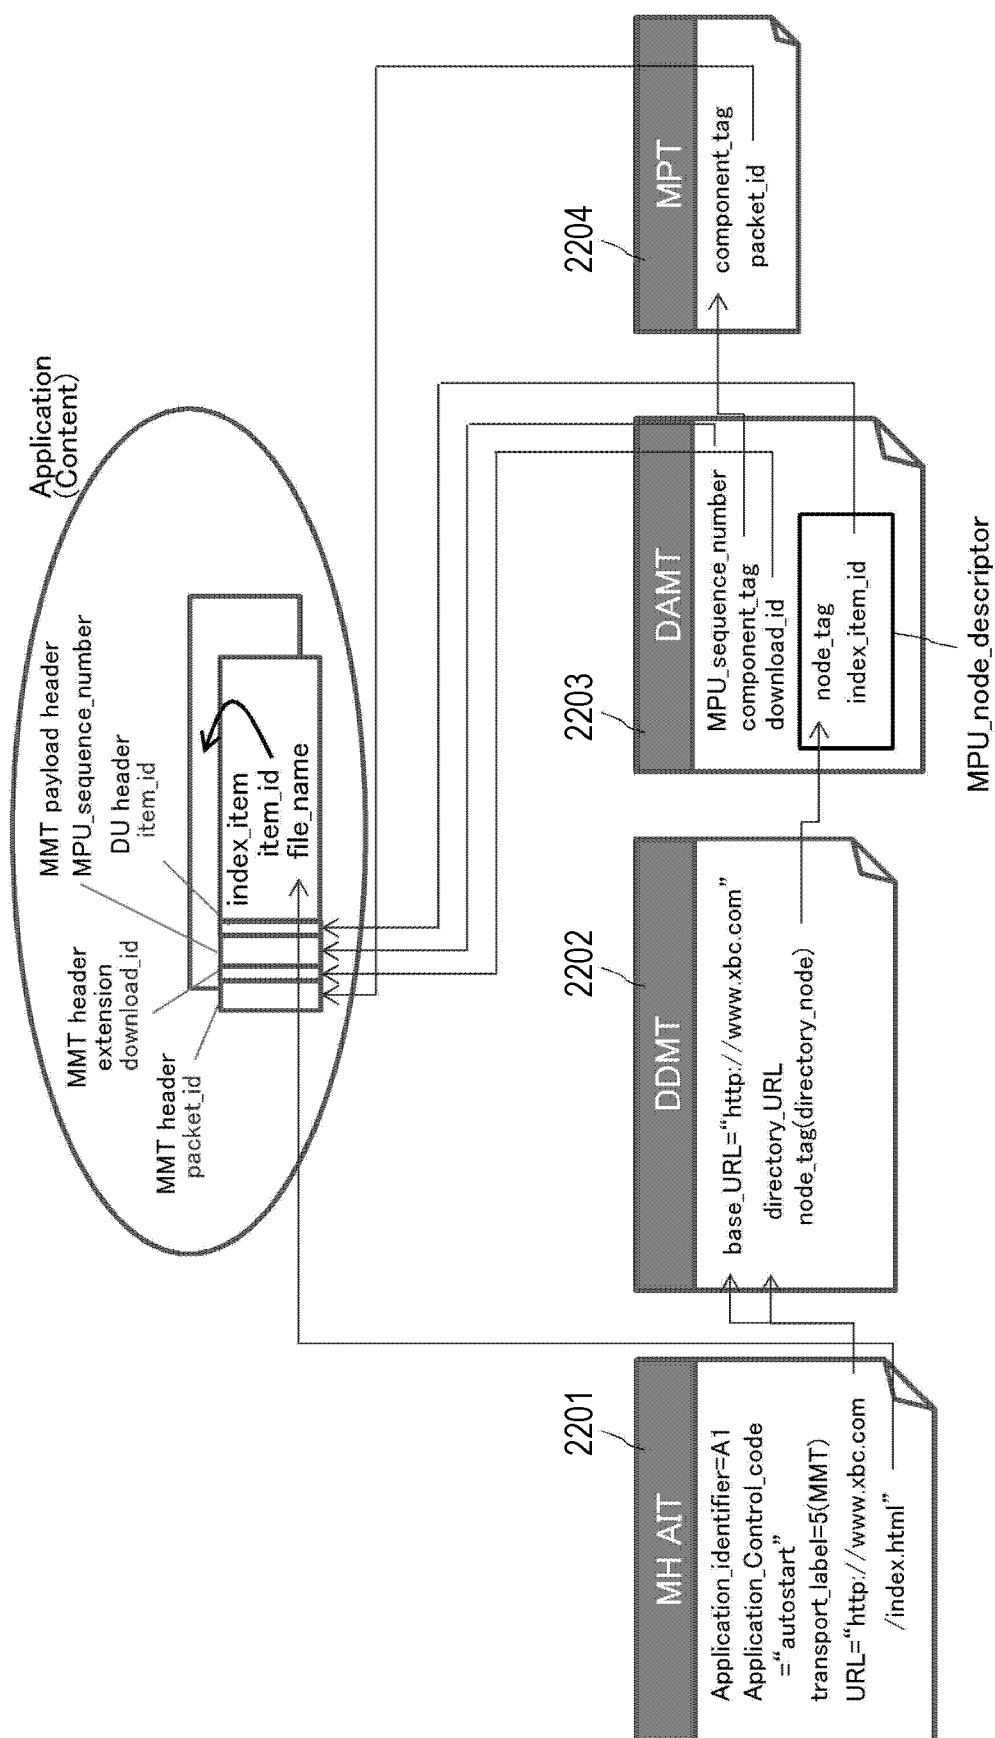 Application
(Content)
MMT payload header
MPU_sequence_number
DU header
item_id
MMT header
extension
download_id
MMT header
packet_id
index_item
item_id
file_name
2201
MH AIT
Application_identifier=A1
Application_Control_code
=“autostart”
transport_label=5(MMT)
URL=“http://www.xbc.com
/index.html”
2202
DDMT
base_URL=“http://www.xbc.com”
directory_URL
node_tag(directory_node)
2203
DAMT
MPU_sequence_number
component_tag
download_id
node_tag
index_item_id
MPU_node_descriptor
2204
MPT
component_tag
packet_id